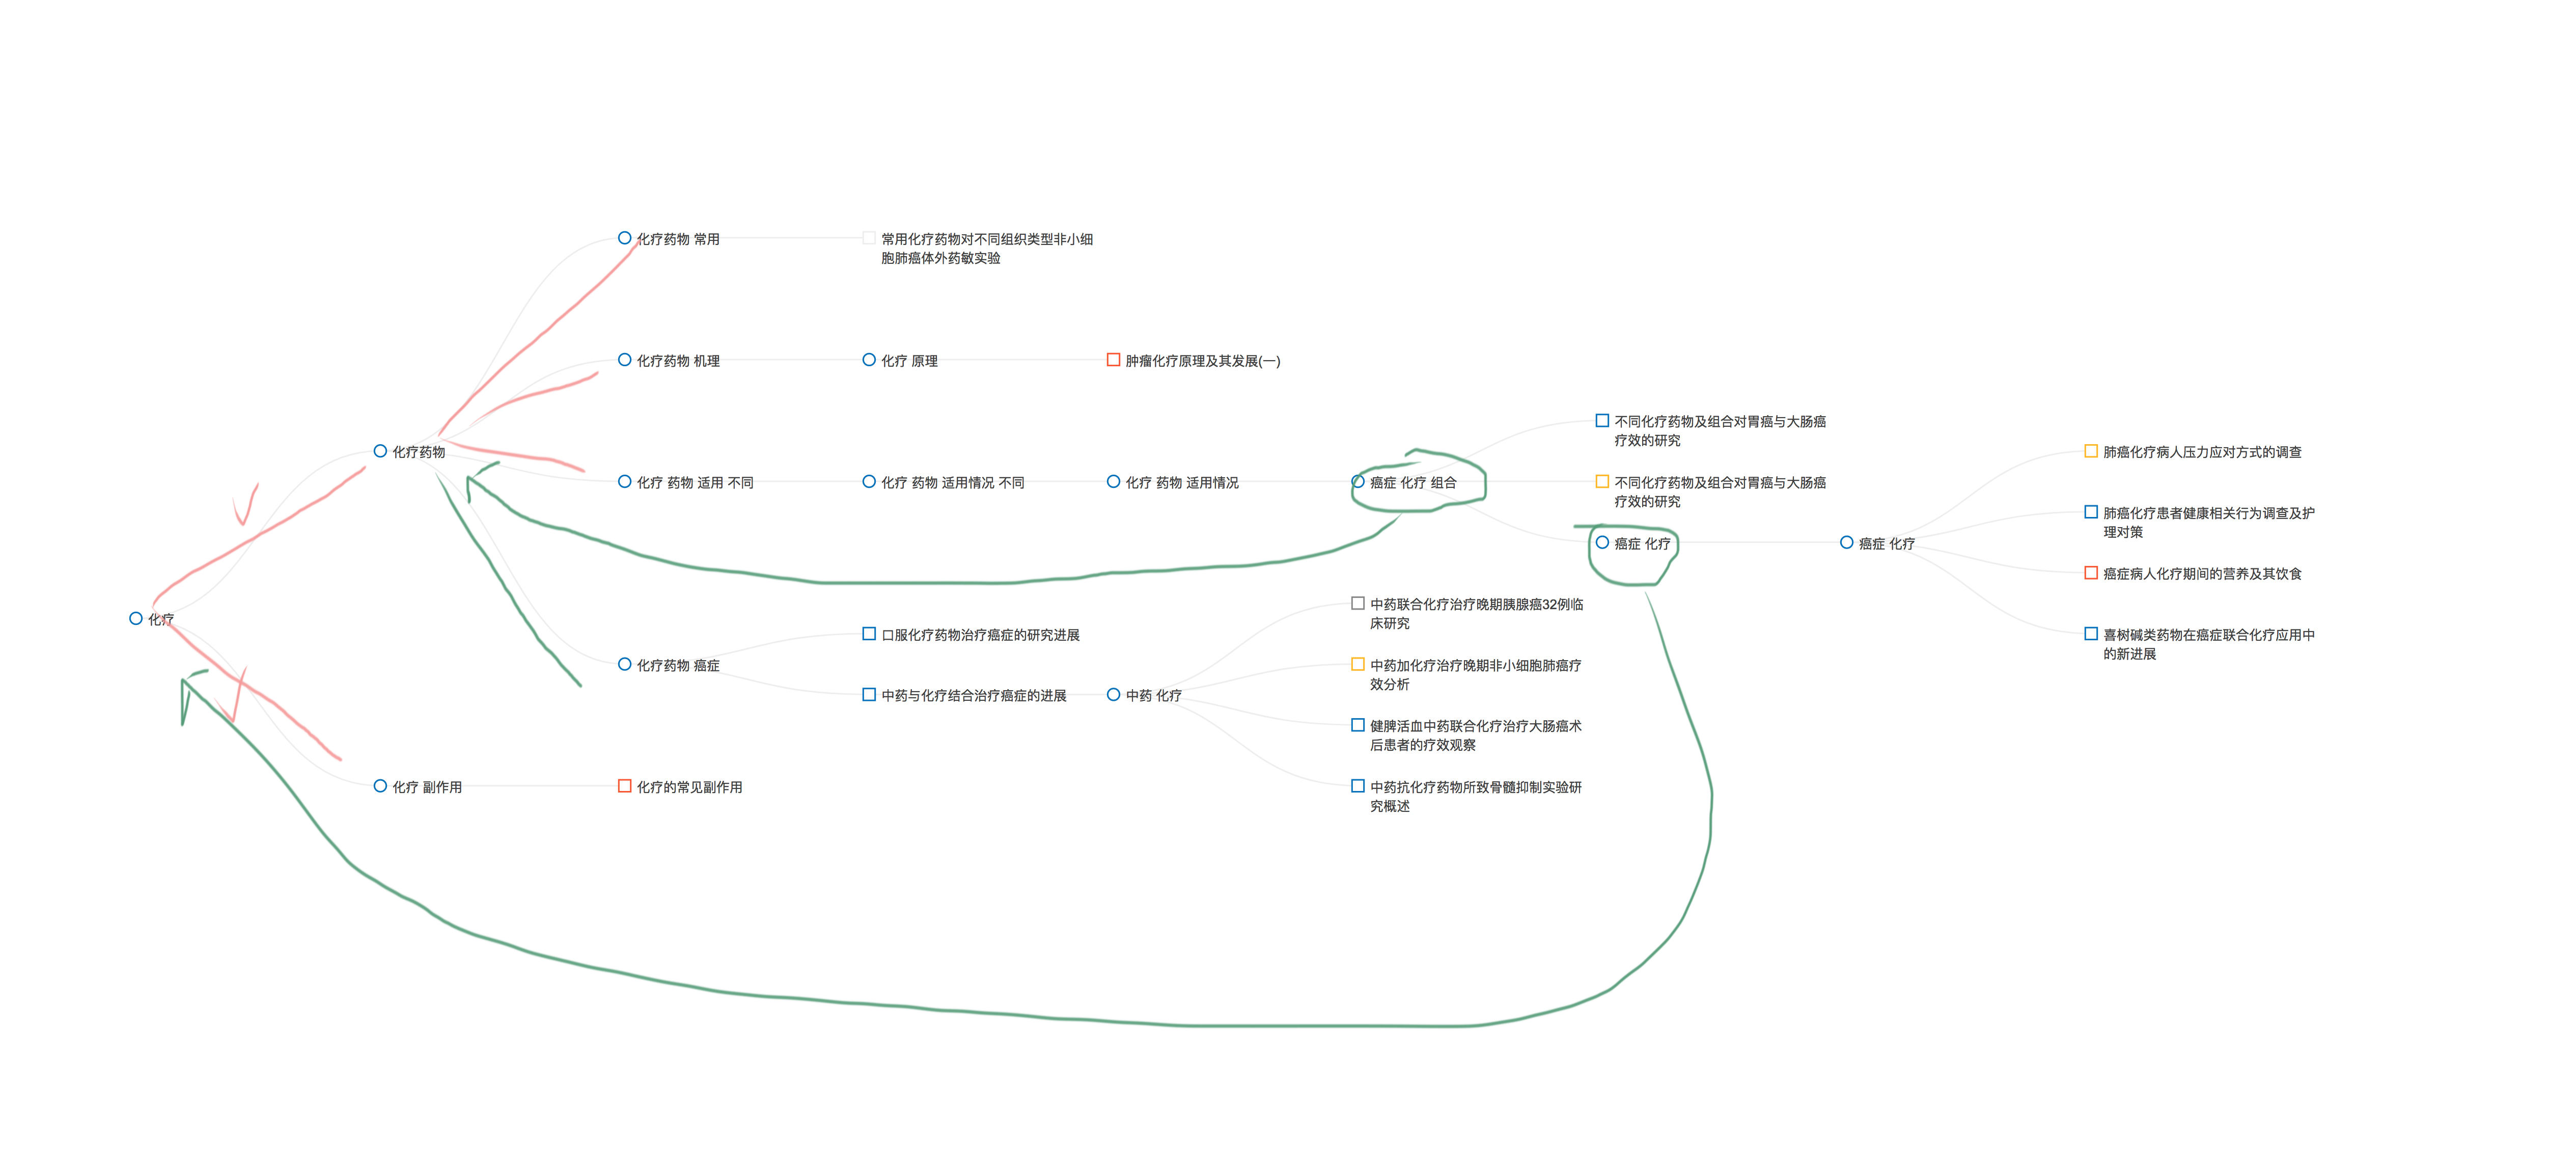 化疗药物 常用
常用化疗药物对不同组织类型非小细
胞肺癌体外药敏实验
化疗药物 机理
化疗 原理
肿瘤化疗原理及其发展(一)
不同化疗药物及组合对胃癌与大肠癌
疗效的研究
化疗药物
肺癌化疗病人压力应对方式的调查
化疗 药物 适用 不同
化疗 药物 适用情况 不同
化疗 药物 适用情况
癌症 化疗 组合
不同化疗药物及组合对胃癌与大肠癌
疗效的研究
肺癌化疗患者健康相关行为调查及护
理对策
癌症 化疗
癌症 化疗
癌症病人化疗期间的营养及其饮食
化疗
中药联合化疗治疗晚期胰腺癌32例临
床研究
口服化疗药物治疗癌症的研究进展
喜树碱类药物在癌症联合化疗应用中
的新进展
化疗药物 癌症
中药加化疗治疗晚期非小细胞肺癌疗
效分析
中药与化疗结合治疗癌症的进展
中药 化疗
健脾活血中药联合化疗治疗大肠癌术
后患者的疗效观察
化疗 副作用
化疗的常见副作用
中药抗化疗药物所致骨髓抑制实验研
究概述